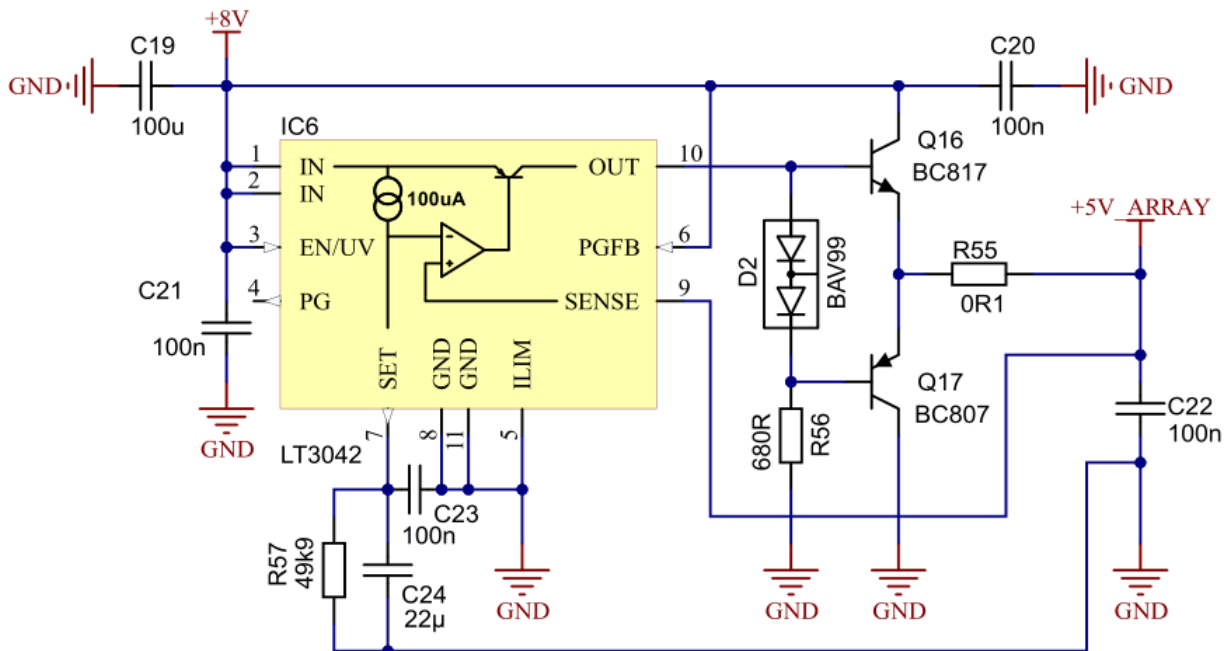 +8V
C19
GND
100u
C20
GND
100n
IC6
1
IN
2
IN
3
EN/UV
4
PG
100uA
OUT
10
PGFB
6
SENSE
9
SET
GND
GND
ILIM
7
8
11
5
LT3042
C21
100n
GND
Q16
BC817
D2
BAV99
+5V_ARRAY
R55
0R1
Q17
BC807
680R
R56
C22
100n
C23
100n
R57
49k9
C24
22µ
GND
GND
GND
GND